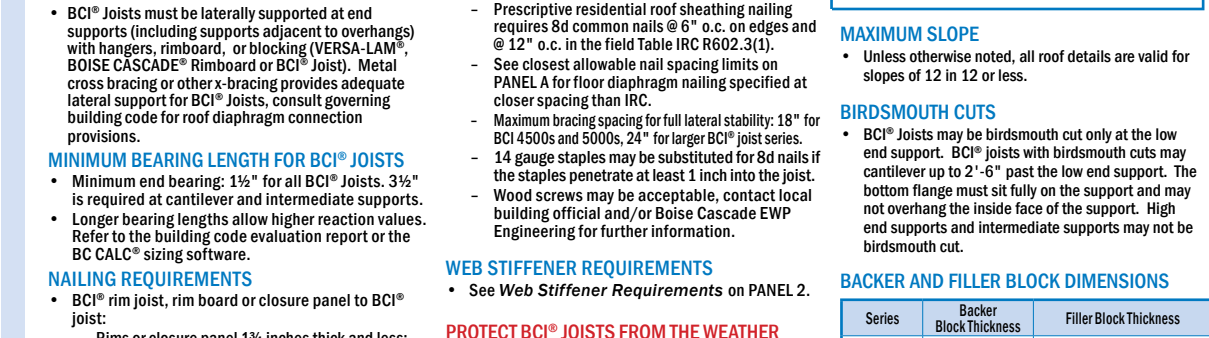 • BCI® Joists must be laterally supported at end
supports (including supports adjacent to overhangs)
with hangers, rimboard, or blocking (VERSA-LAM®,
BOISE CASCADE® Rimboard or BCI® Joist). Metal
cross bracing or other x-bracing provides adequate
lateral support for BCI® Joists, consult governing
building code for roof diaphragm connection
provisions.
MINIMUM BEARING LENGTH FOR BCI® JOISTS
• Minimum end bearing: 1½" for all BCI® Joists. 3½"
is required at cantilever and intermediate supports.
• Longer bearing lengths allow higher reaction values.
Refer to the building code evaluation report or the
BC CALC® sizing software.
NAILING REQUIREMENTS
• BCI® rim joist, rim board or closure panel to BCI®
joist:
Rims or closure panel 1¾ inches thick and less:
– Prescriptive residential roof sheathing nailing
requires 8d common nails @ 6" o.c. on edges and
@ 12" o.c. in the field Table IRC R602.3(1).
– See closest allowable nail spacing limits on
PANEL A for floor diaphragm nailing specified at
closer spacing than IRC.
– Maximum bracing spacing for full lateral stability: 18" for
BCI 4500s and 5000s, 24" for larger BCI® joist series.
– 14 gauge staples may be substituted for 8d nails if
the staples penetrate at least 1 inch into the joist.
– Wood screws may be acceptable, contact local
building official and/or Boise Cascade EWP
Engineering for further information.
WEB STIFFENER REQUIREMENTS
• See Web Stiffener Requirements on PANEL 2.
PROTECT BCI® JOISTS FROM THE WEATHER
MAXIMUM SLOPE
• Unless otherwise noted, all roof details are valid for
slopes of 12 in 12 or less.
BIRDSMOUTH CUTS
• BCI® Joists may be birdsmouth cut only at the low
end support. BCI® joists with birdsmouth cuts may
cantilever up to 2'-6" past the low end support. The
bottom flange must sit fully on the support and may
not overhang the inside face of the support. High
end supports and intermediate supports may not be
birdsmouth cut.
BACKER AND FILLER BLOCK DIMENSIONS
Series
Backer
Block Thickness
Filler Block Thickness